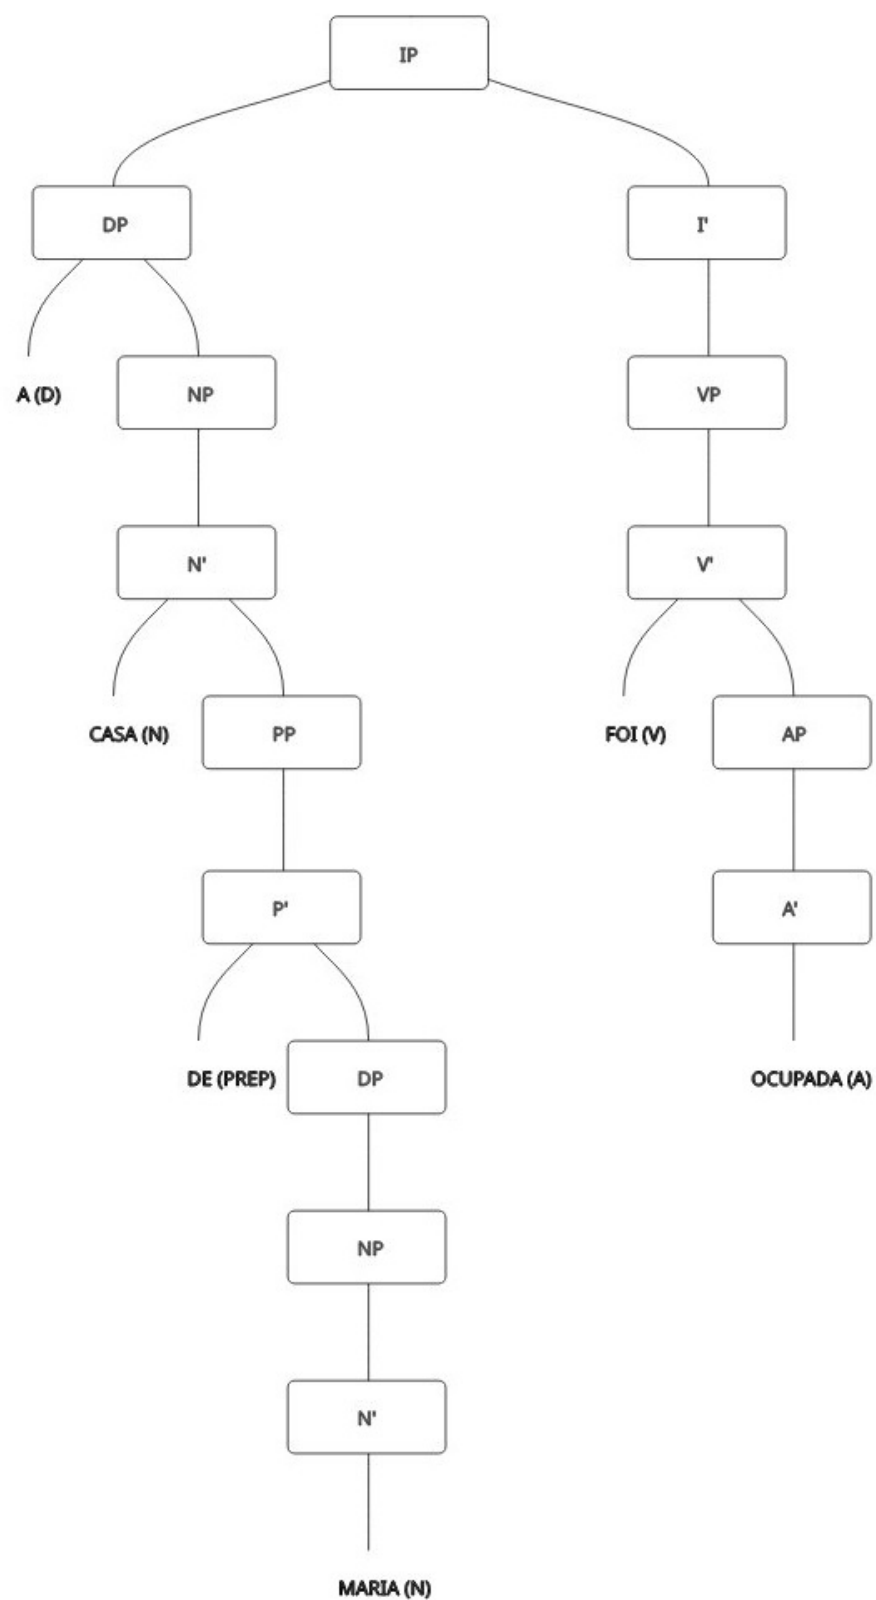 IP
DP
I'
A (D)
NP
VP
N'
V'
CASA (N)
PP
FOI (V)
AP
P'
A'
DE (PREP)
DP
OCUPADA (A)
NP
N'
MARIA (N)